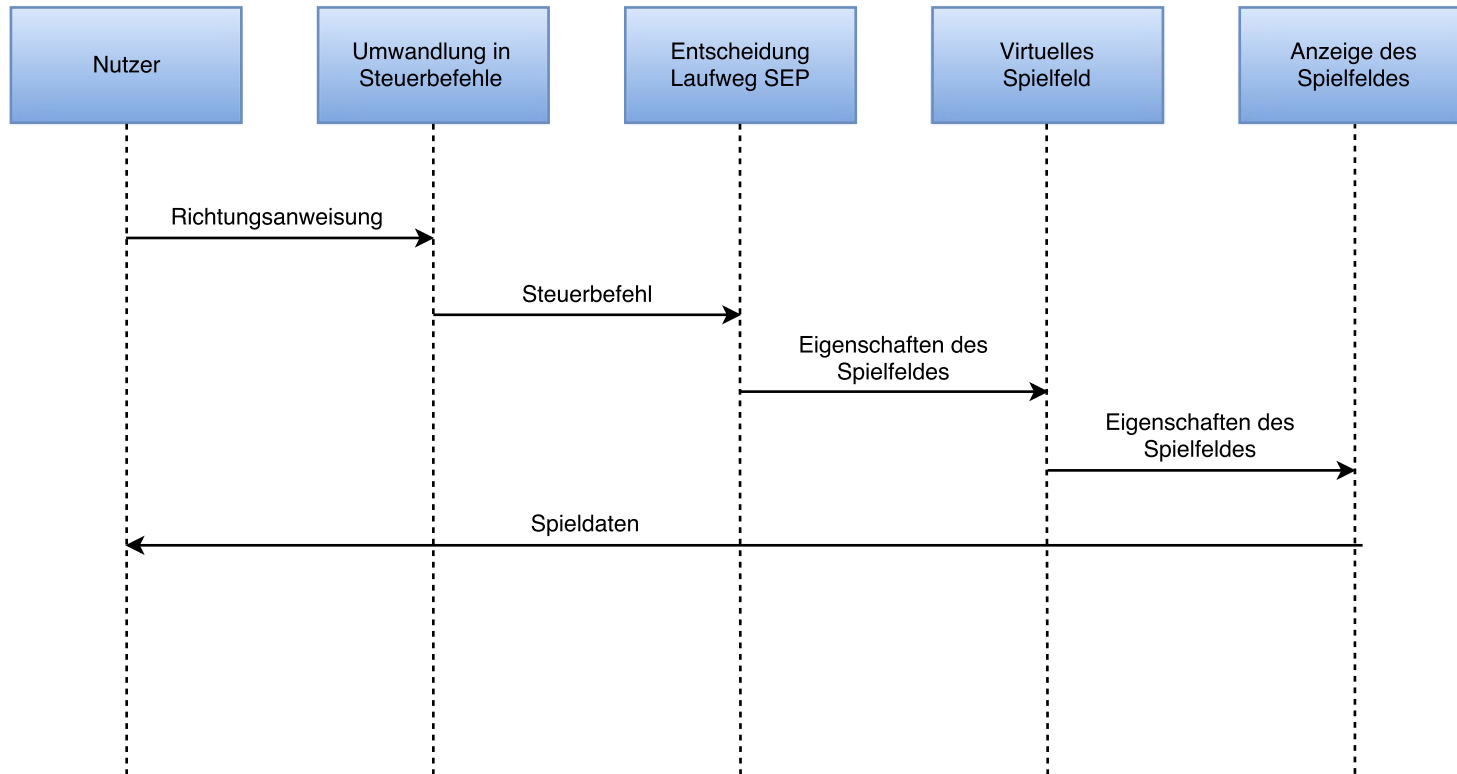 Nutzer
Umwandlung in
Steuerbefehle
Entscheidung
Laufweg SEP
Virtuelles
Spielfeld
Anzeige des
Spielfeldes
Richtungsanweisung
Steuerbefehl
Eigenschaften des
Spielfeldes
Eigenschaften des
Spielfeldes
Spieldaten